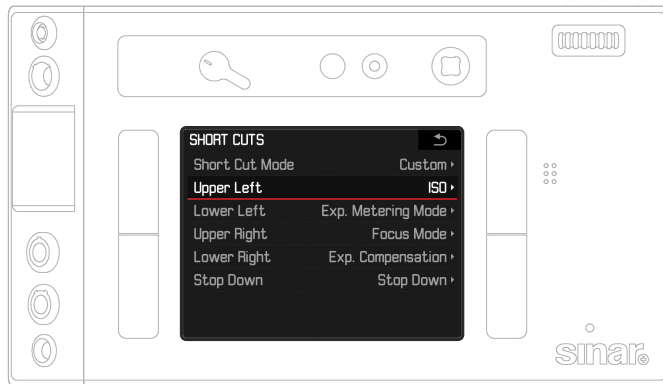 SHORT CUTS
Short Cut Mode Custom
Upper Left ISO
Lower Left Exp. Metering Mode
Upper Right Focus Mode
Lower Right Exp. Compensation
Stop Down Stop Down
sinar